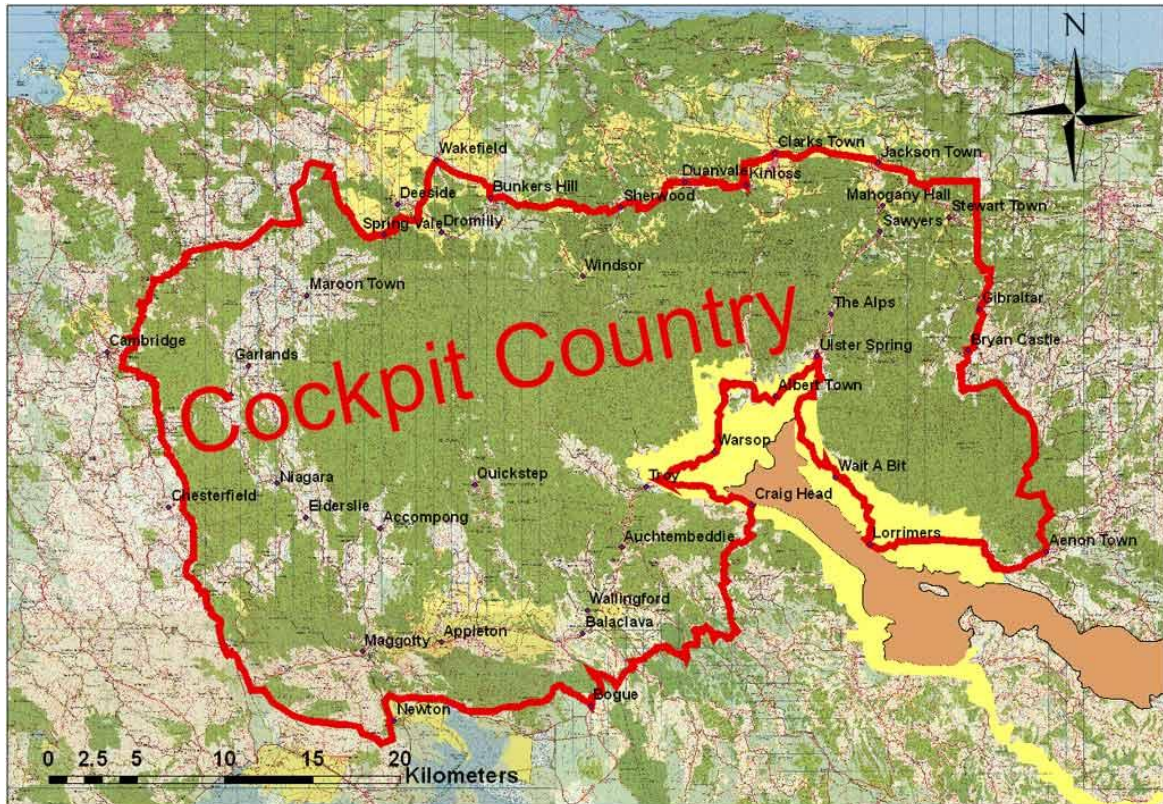 N
Clarks Town
Wakefield
Jackson Town
Duanvale
Kinloss
Bunkers Hill
Deeside
Sherwood
Mahogany Hall
Stewart Town
Spring Vale
Dromilly
Sawyers
Windsor
Maroon Town
Gibraltar
The Alps
Cambridge
Bryan Castle
Ulster Spring
Garlands
Cockpit Country
Albert Town
Warsop
Wait A Bit
Quickstep
Troy
Niagara
Chesterfield
Craig Head
Elderslie
Accompong
Lorrimers
Auchtembeddie
Aenon Town
Wallingford
Balaclava
Appleton
Maggotty
Bogue
Newton
0 2.5 5 10 15 20
Kilometers